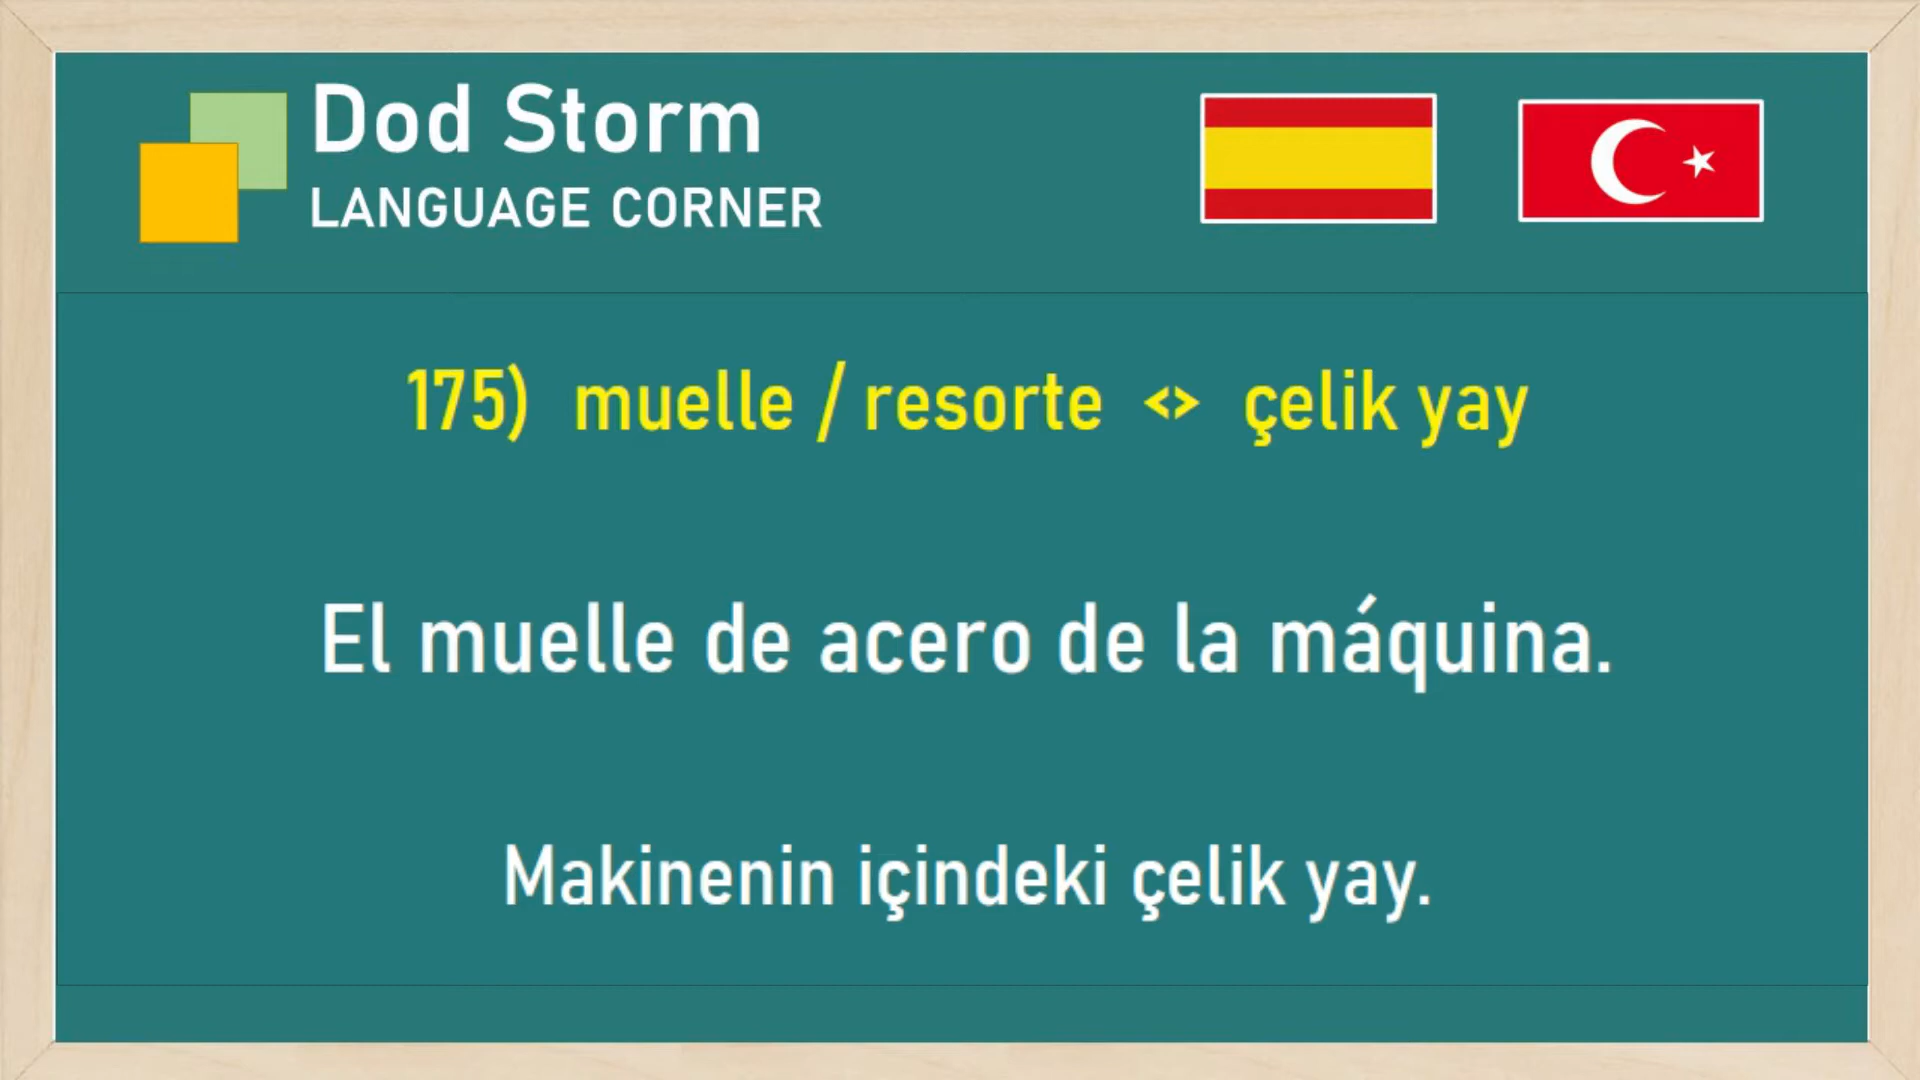 Dod Storm
LANGUAGE CORNER
175) muelle / resorte <> çelik yay
El muelle de acero de la máquina.
Makinenin içindeki çelik yay.